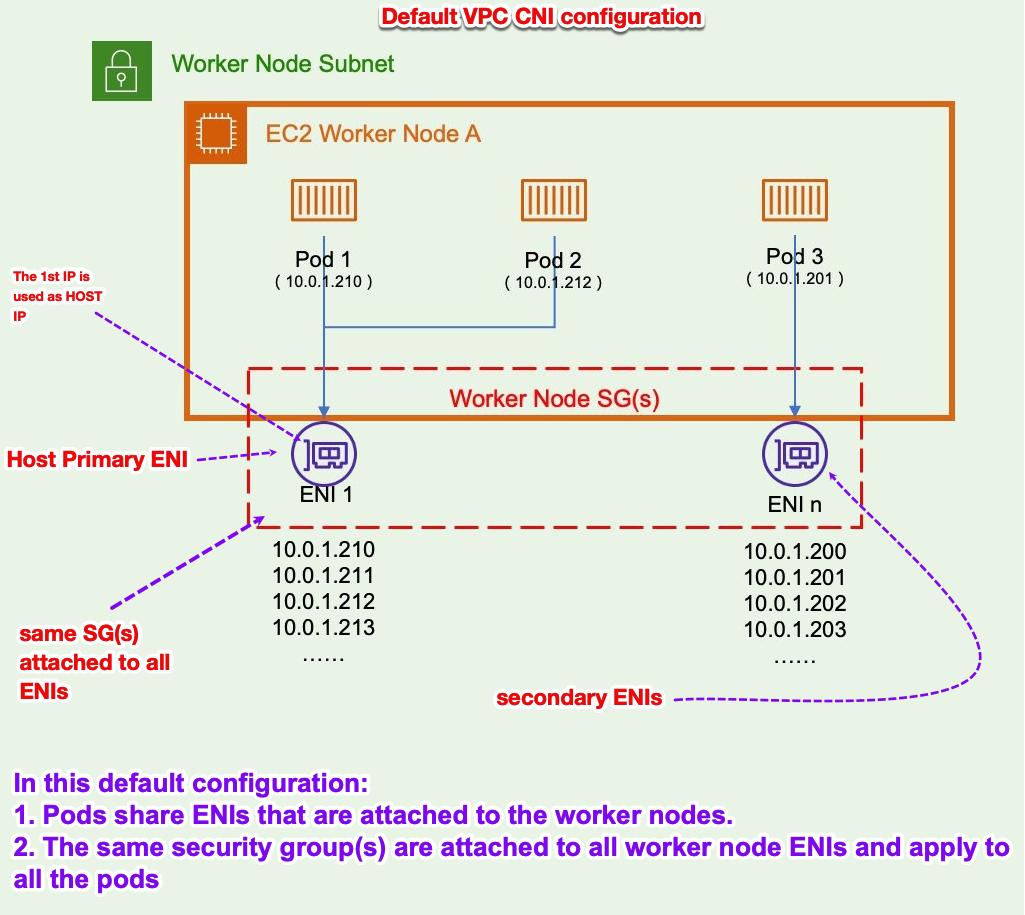 Default VPC CNI configuration
Worker Node Subnet
EC2 Worker Node A
Pod 1
( 10.0.1.210 )
Pod 2
( 10.0.1.212 )
Pod 3
( 10.0.1.201 )
The 1st IP is
used as HOST
IP
Worker Node SG(s)
Host Primary ENI
ENI 1
ENI n
10.0.1.210
10.0.1.211
10.0.1.212
10.0.1.213
......
10.0.1.200
10.0.1.201
10.0.1.202
10.0.1.203
......
same SG(s)
attached to all
ENIs
secondary ENIs
In this default configuration:
1. Pods share ENIs that are attached to the worker nodes.
2. The same security group(s) are attached to all worker node ENIs and apply to
all the pods